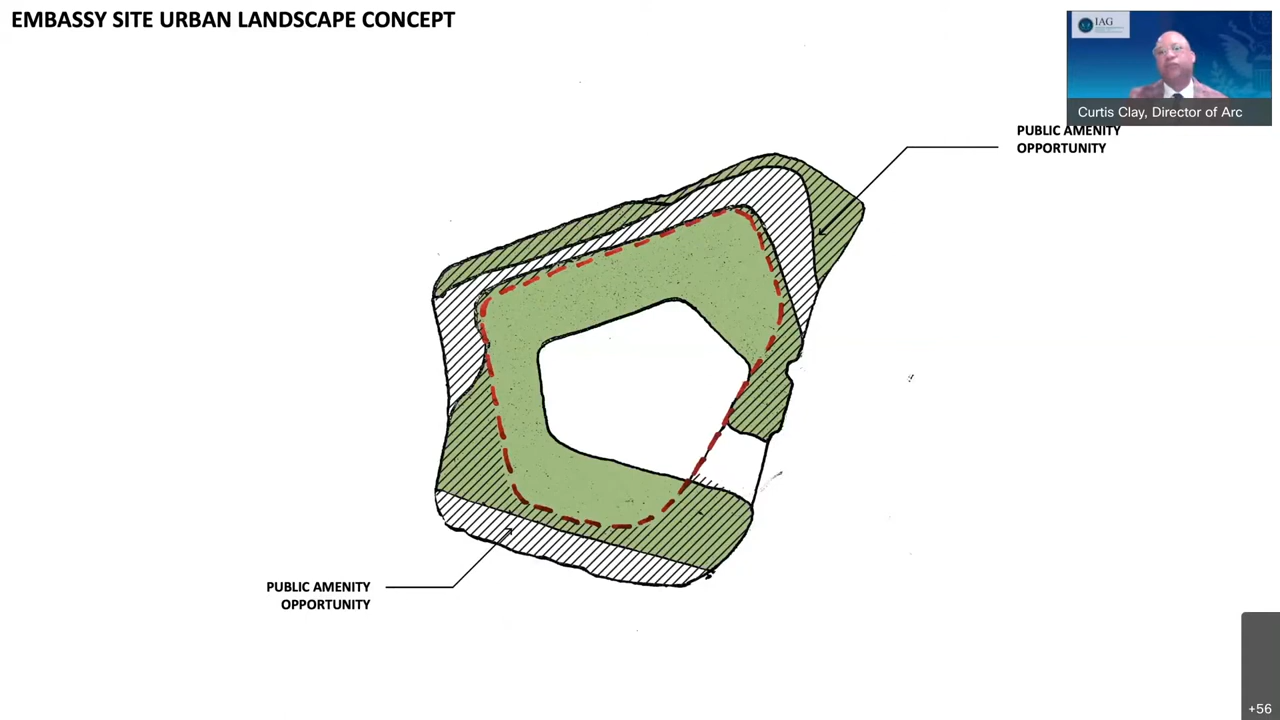 EMBASSY SITE URBAN LANDSCAPE CONCEPT
IAG
Curtis Clay, Director of Arc
PUBLIC AMENITY
OPPORTUNITY
PUBLIC AMENITY
OPPORTUNITY
+56